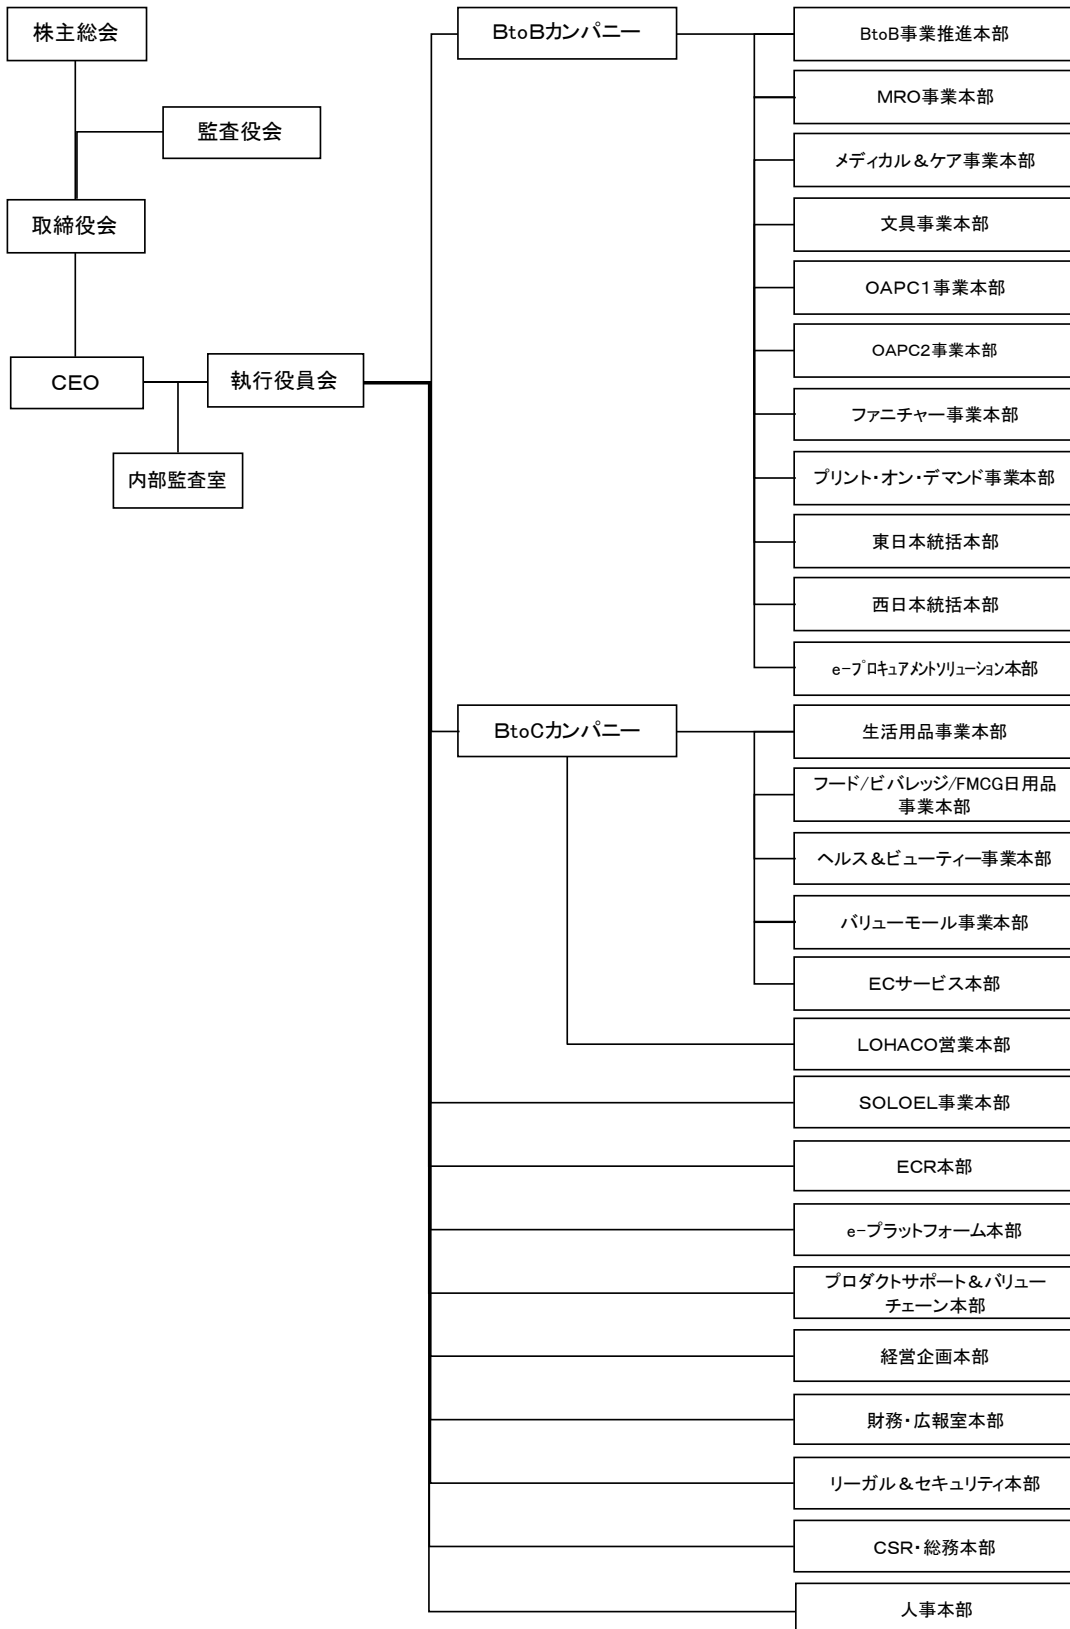 株主総会
監査役会
取締役会
CEO
執行役員会
内部監査室
BtoBカンパニー
BtoB事業推進本部
MRO事業本部
メディカル＆ケア事業本部
文具事業本部
OAPC1事業本部
OAPC2事業本部
ファニチャー事業本部
プリント・オン・デマンド事業本部
東日本統括本部
西日本統括本部
e-プロキュアメントソリューション本部
BtoCカンパニー
生活用品事業本部
フード/ビバレッジ/FMCG日用品
事業本部
ヘルス＆ビューティー事業本部
バリューモール事業本部
ECサービス本部
LOHACO営業本部
SOLOEL事業本部
ECR本部
e-プラットフォーム本部
プロダクトサポート＆バリュー
チェーン本部
経営企画本部
財務・広報室本部
リーガル＆セキュリティ本部
CSR・総務本部
人事本部